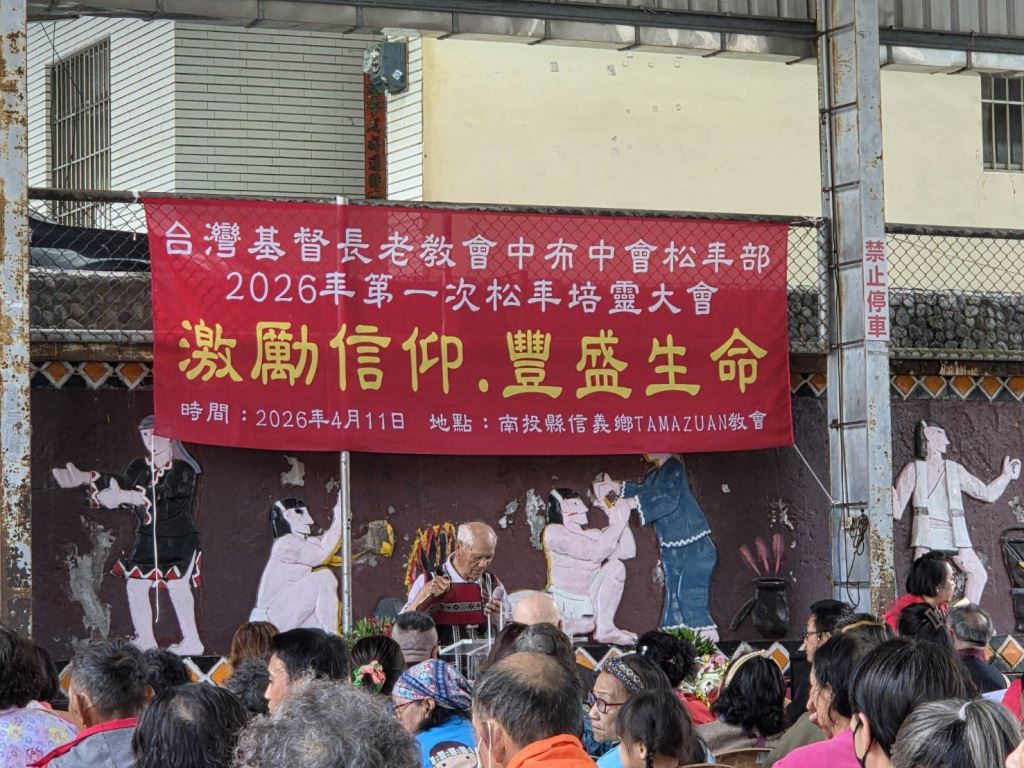 台灣基督長老教會中布中會松年部
2026年第一次松年培靈大會
激勵信仰.豐盛生命
時間：2026年4月11日 地點：南投縣信義鄉TAMAZUAN教會
禁止停車